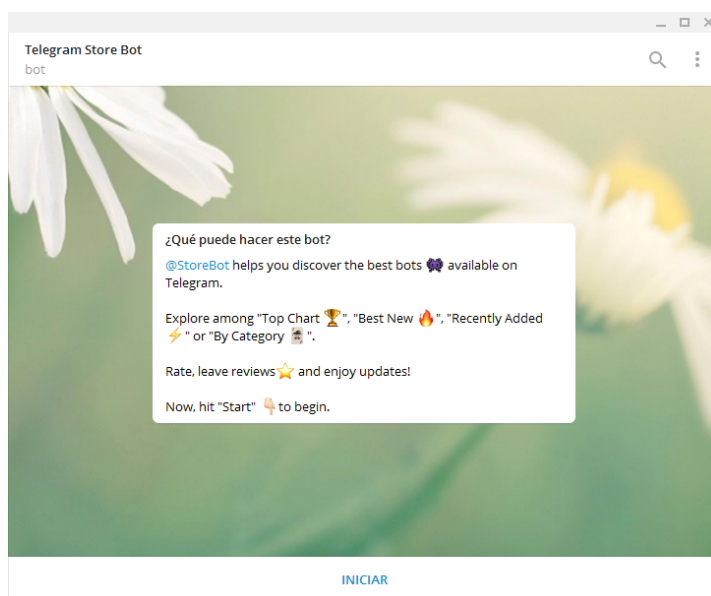 Telegram Store Bot
bot
¿Qué puede hacer este bot?
@StoreBot helps you discover the best bots 👾 available on
Telegram.
Explore among "Top Chart 🏆", "Best New 🔥", "Recently Added
⚡" or "By Category 🃏".
Rate, leave reviews⭐ and enjoy updates!
Now, hit "Start" 👇🏻to begin.
INICIAR